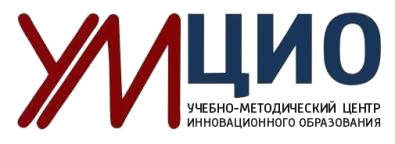 УМЦИО
УЧЕБНО-МЕТОДИЧЕСКИЙ ЦЕНТР
ИННОВАЦИОННОГО ОБРАЗОВАНИЯ